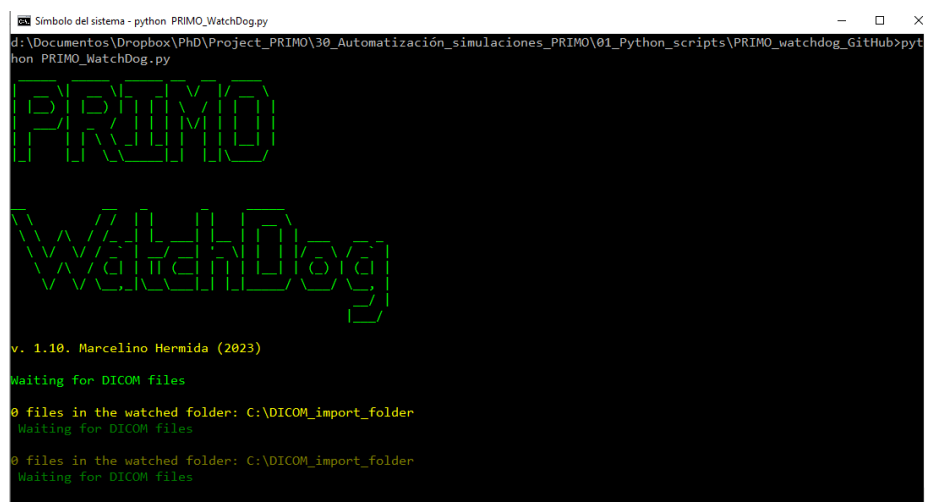 Símbolo del sistema - python PRIMO_WatchDog.py
d:\Documentos\Dropbox\PhD\Project_PRIMO\30_Automatización_simulaciones_PRIMO\01_Python_scripts\PRIMO_watchdog_GitHub>pyt
hon PRIMO_WatchDog.py
PRIMO
WatchDog
v. 1.10. Marcelino Hermida (2023)
Waiting for DICOM files
0 files in the watched folder: C:\DICOM_import_folder
Waiting for DICOM files
0 files in the watched folder: C:\DICOM_import_folder
Waiting for DICOM files